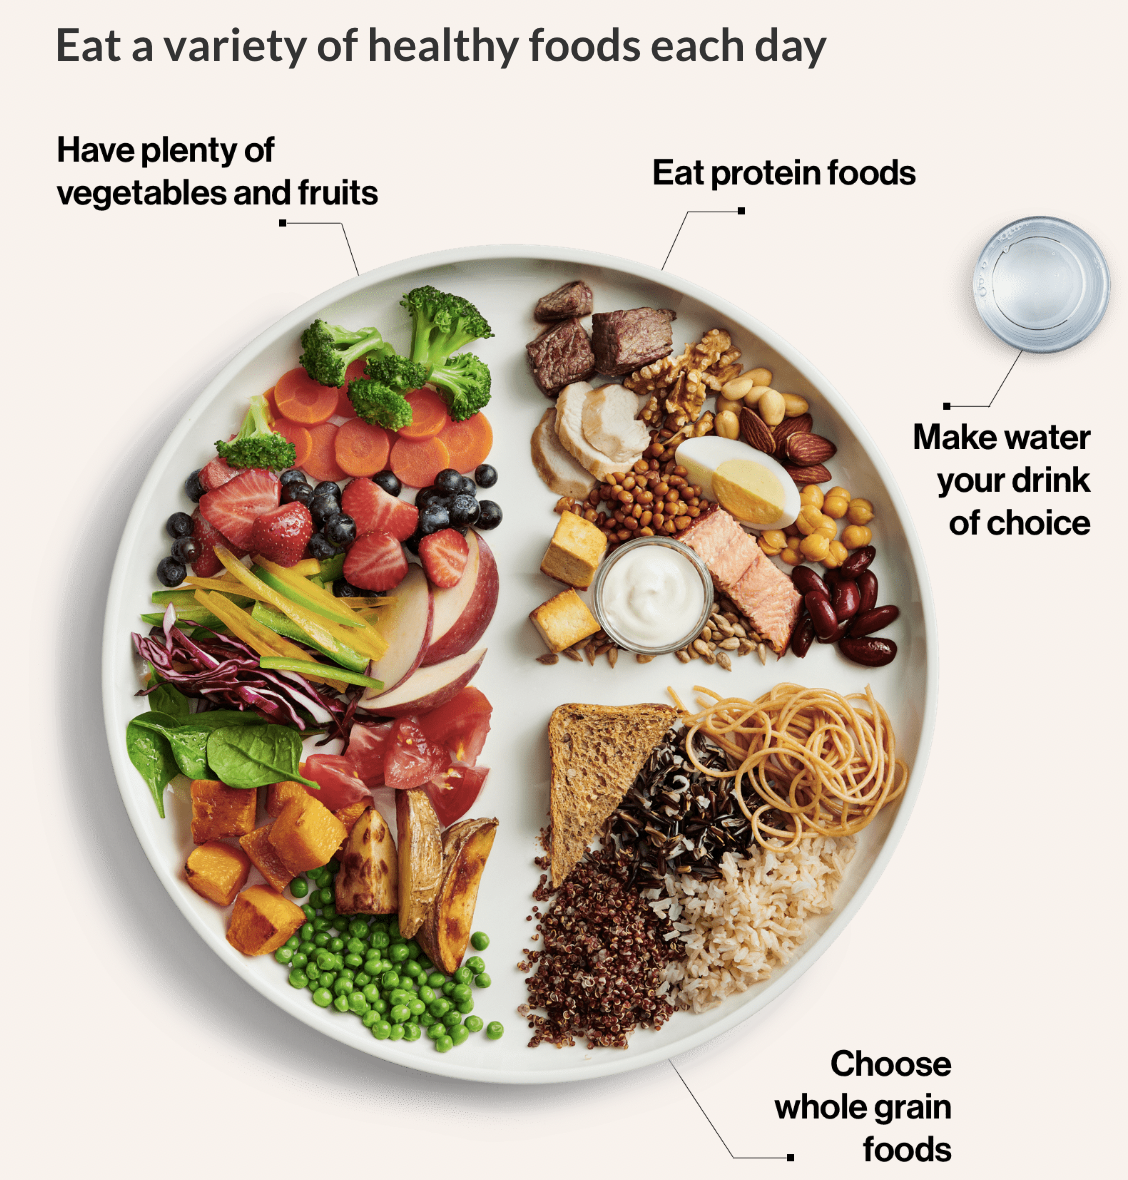 Eat a variety of healthy foods each day
Have plenty of
vegetables and fruits
Eat protein foods
Make water
your drink
of choice
Choose
whole grain
foods